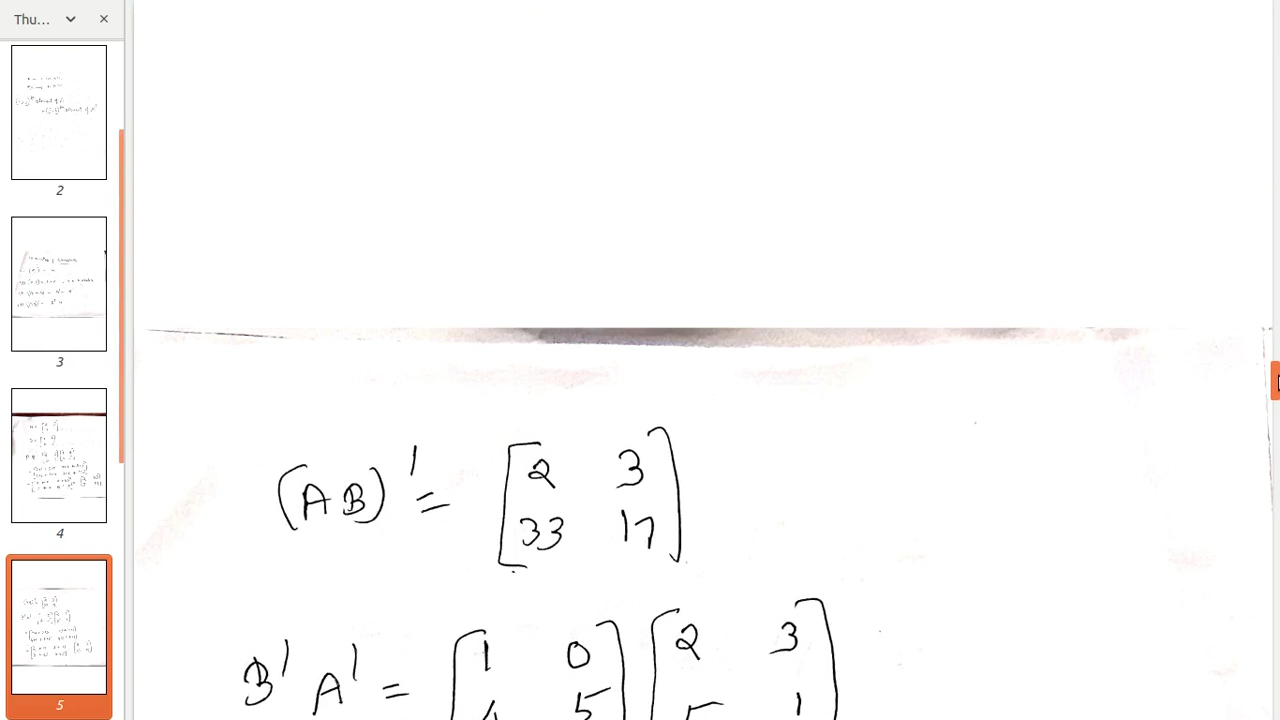 Thu...
2
3
4
5
(AB)' = [2 3
33 17]
B' A' = [1 0 [2 3
4 5] 5 1]